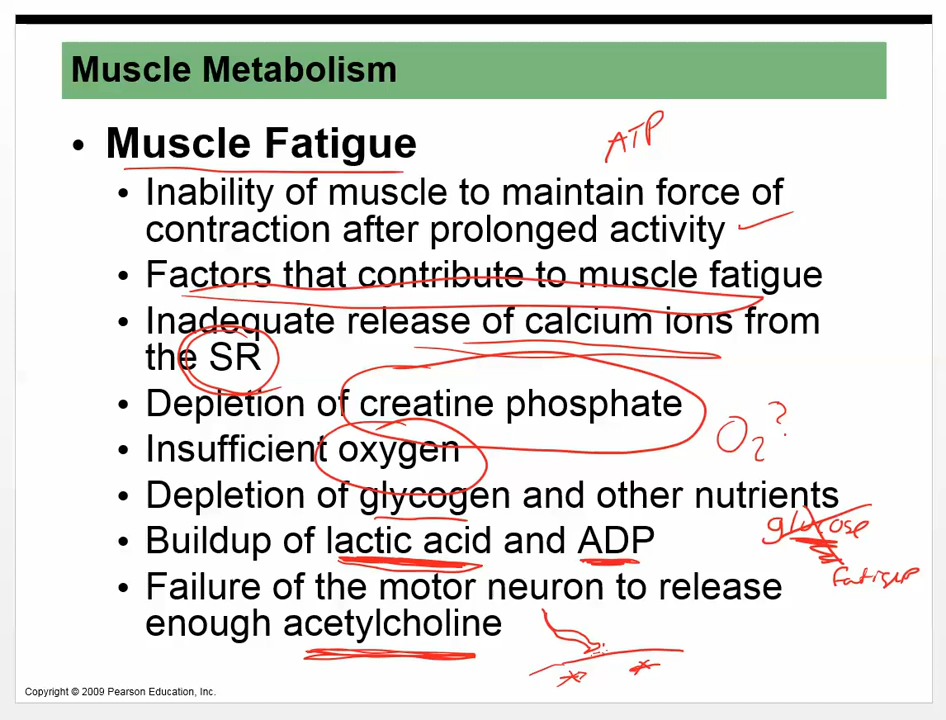 Muscle Metabolism
• Muscle Fatigue
ATP
• Inability of muscle to maintain force of
contraction after prolonged activity
• Factors that contribute to muscle fatigue
• Inadequate release of calcium ions from
the SR
• Depletion of creatine phosphate
O₂?
• Insufficient oxygen
• Depletion of glycogen and other nutrients
glucose
• Buildup of lactic acid and ADP
fatigue
• Failure of the motor neuron to release
enough acetylcholine
Copyright © 2009 Pearson Education, Inc.